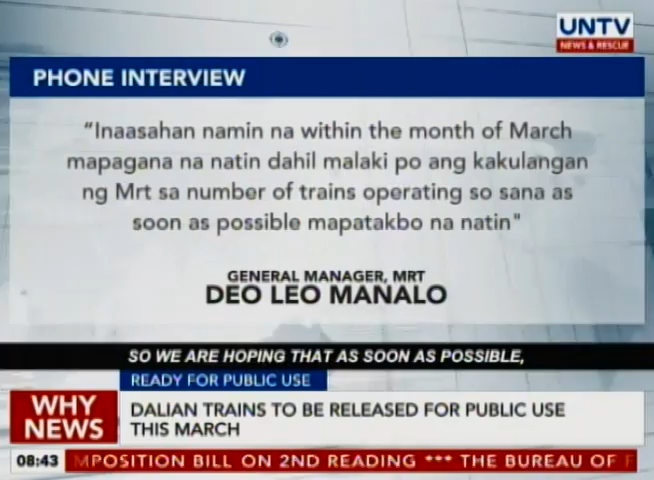 UNTV
NEWS & RESCUE
PHONE INTERVIEW
“Inaasahan namin na within the month of March
mapagana na natin dahil malaki po ang kakulangan
ng Mrt sa number of trains operating so sana as
soon as possible mapatakbo na natin"
GENERAL MANAGER, MRT
DEO LEO MANALO
SO WE ARE HOPING THAT AS SOON AS POSSIBLE,
READY FOR PUBLIC USE
WHY
NEWS
DALIAN TRAINS TO BE RELEASED FOR PUBLIC USE
THIS MARCH
08:43
MPOSITION BILL ON 2ND READING *** THE BUREAU OF F